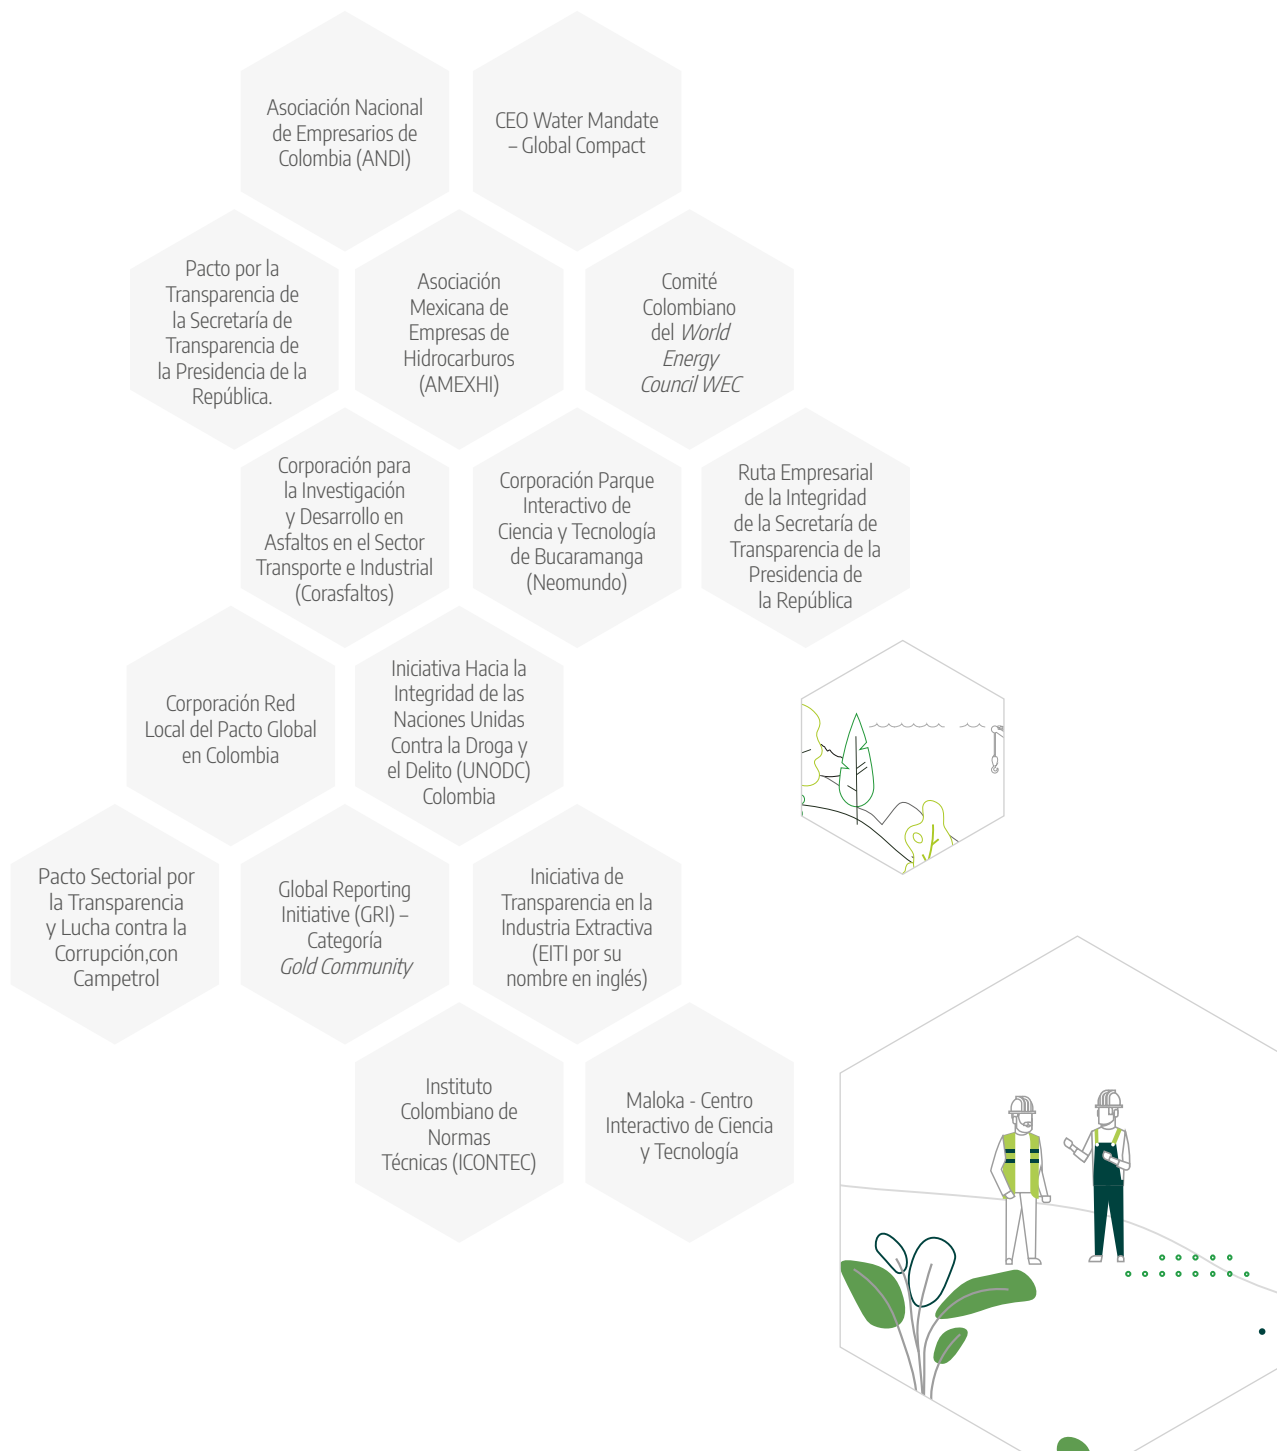 Asociación Nacional
de Empresarios de
Colombia (ANDI)
CEO Water Mandate
– Global Compact
Pacto por la
Transparencia de
la Secretaría de
Transparencia de
la Presidencia de la
República.
Asociación
Mexicana de
Empresas de
Hidrocarburos
(AMEXHI)
Comité
Colombiano
del World
Energy
Council WEC
Corporación para
la Investigación
y Desarrollo en
Asfaltos en el Sector
Transporte e Industrial
(Corasfaltos)
Corporación Parque
Interactivo de
Ciencia y Tecnología
de Bucaramanga
(Neomundo)
Ruta Empresarial
de la Integridad
de la Secretaría de
Transparencia de la
Presidencia de
la República
Corporación Red
Local del Pacto Global
en Colombia
Iniciativa Hacia la
Integridad de las
Naciones Unidas
Contra la Droga y
el Delito (UNODC)
Colombia
Pacto Sectorial por
la Transparencia
y Lucha contra la
Corrupción,con
Campetrol
Global Reporting
Initiative (GRI) –
Categoría
Gold Community
Iniciativa de
Transparencia en la
Industria Extractiva
(EITI por su
nombre en inglés)
Instituto
Colombiano de
Normas
Técnicas (ICONTEC)
Maloka - Centro
Interactivo de Ciencia
y Tecnología